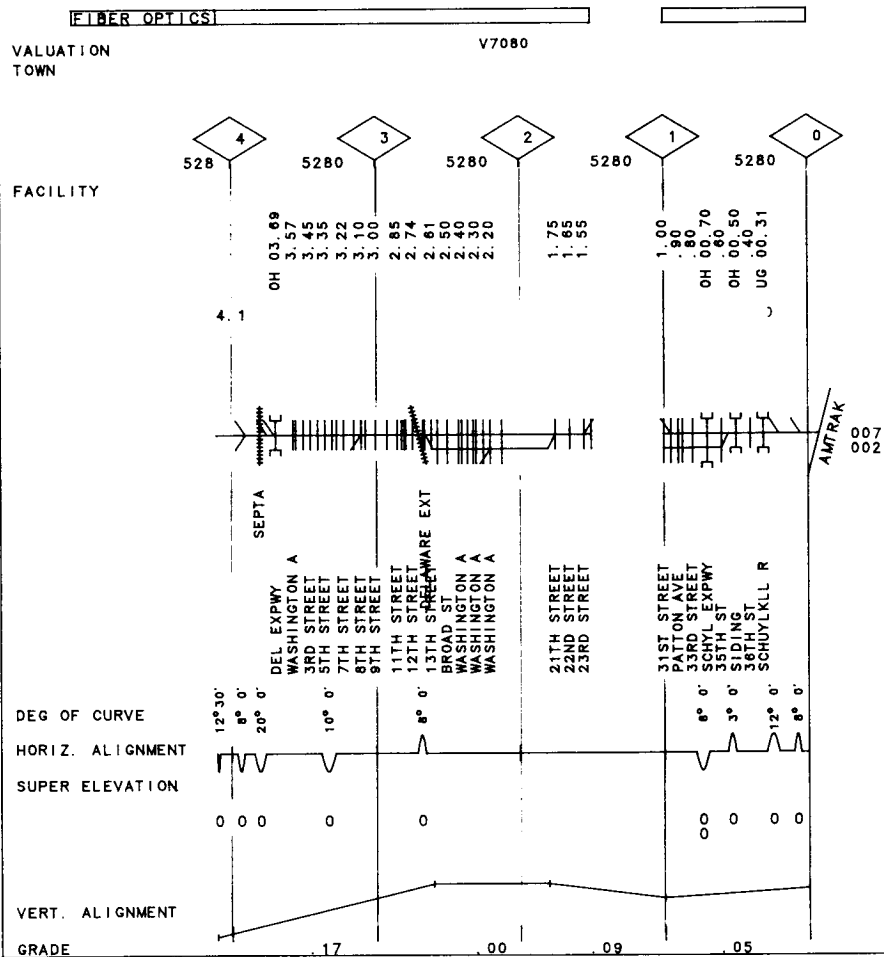 FIBER OPTICS
VALUATION V7080
TOWN
4 3 2 1 0
528 5280 5280 5280 5280
FACILITY
OH 03.69
3.57
3.45
3.35
3.22
3.10
3.00
2.85
2.74
2.61
2.50
2.40
2.30
2.20
1.75
1.65
1.55
1.00
.90
.80
OH 00.70
.60
OH 00.50
.40
UG 00.31
4.1
AMTRAK
007
002
SEPTA
DEL EXPWY
WASHINGTON A
3RD STREET
5TH STREET
7TH STREET
8TH STREET
9TH STREET
11TH STREET
12TH STREET
DELAWARE EXT
13TH STREET
BROAD ST
WASHINGTON A
WASHINGTON A
WASHINGTON A
21TH STREET
22ND STREET
23RD STREET
31ST STREET
PATTON AVE
33RD STREET
SCHYL EXPWY
35TH ST
SIDING
36TH ST
SCHUYLKLL R
DEG OF CURVE 12°30' 8° 0' 20° 0' 10° 0' 8° 0' 6° 0' 3° 0' 12° 0' 8° 0'
HORIZ. ALIGNMENT
SUPER ELEVATION
0 0 0 0 0 0 0 0 0 0
VERT. ALIGNMENT
GRADE .17 .00 .09 .05